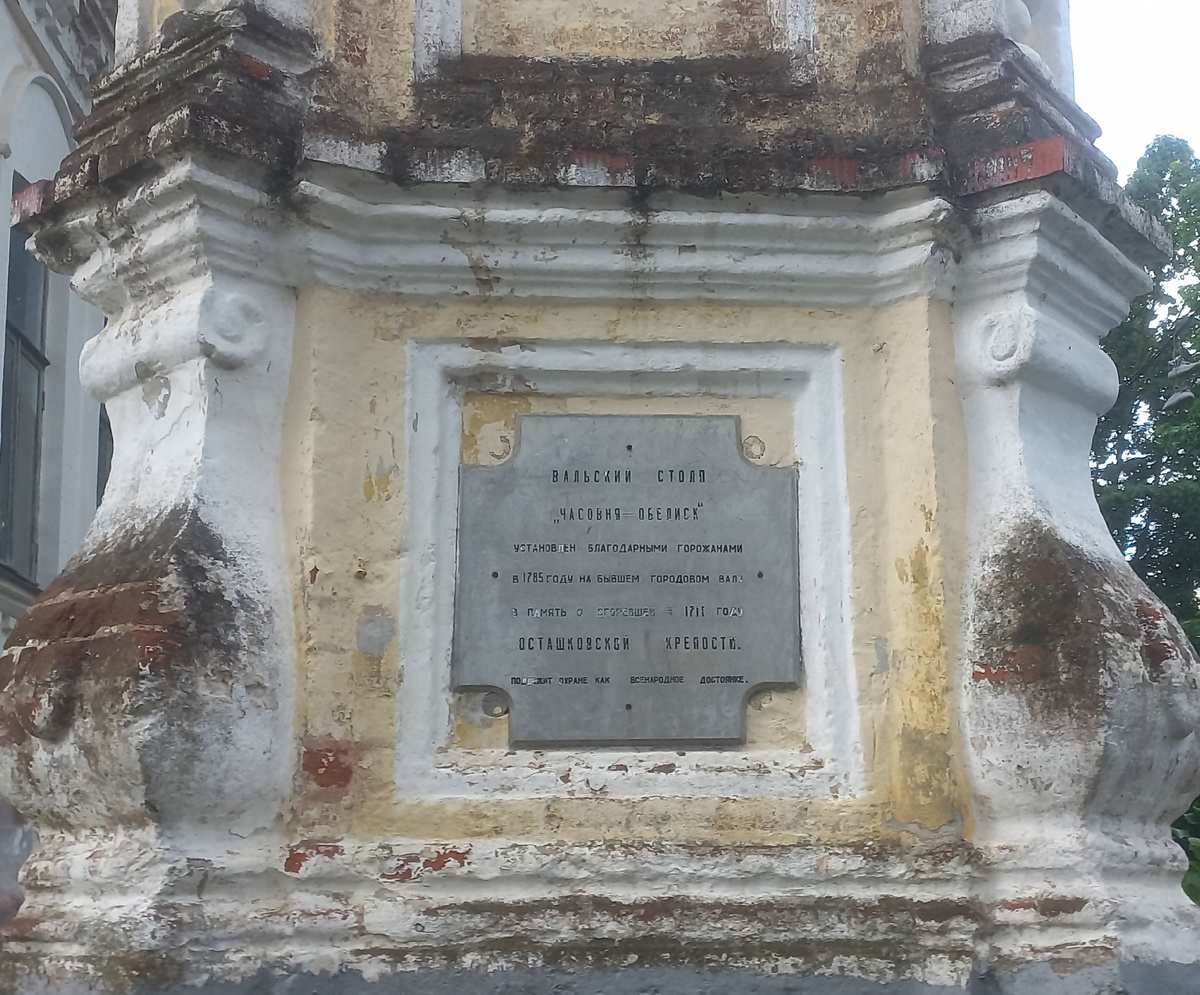 ВАЛЬСКИЙ СТОЛП
„ЧАСОВНЯ — ОБЕЛИСК"
УСТАНОВЛЕН БЛАГОДАРНЫМИ ГОРОЖАНАМИ
В 1785 ГОДУ НА БЫВШЕМ ГОРОДОВОМ ВАЛУ
В ПАМЯТЬ О СГОРЕВШЕЙ В 1711 ГОДУ
ОСТАШКОВСКОЙ КРЕПОСТИ.
ПОДЛЕЖИТ ОХРАНЕ КАК ВСЕНАРОДНОЕ ДОСТОЯНИЕ.